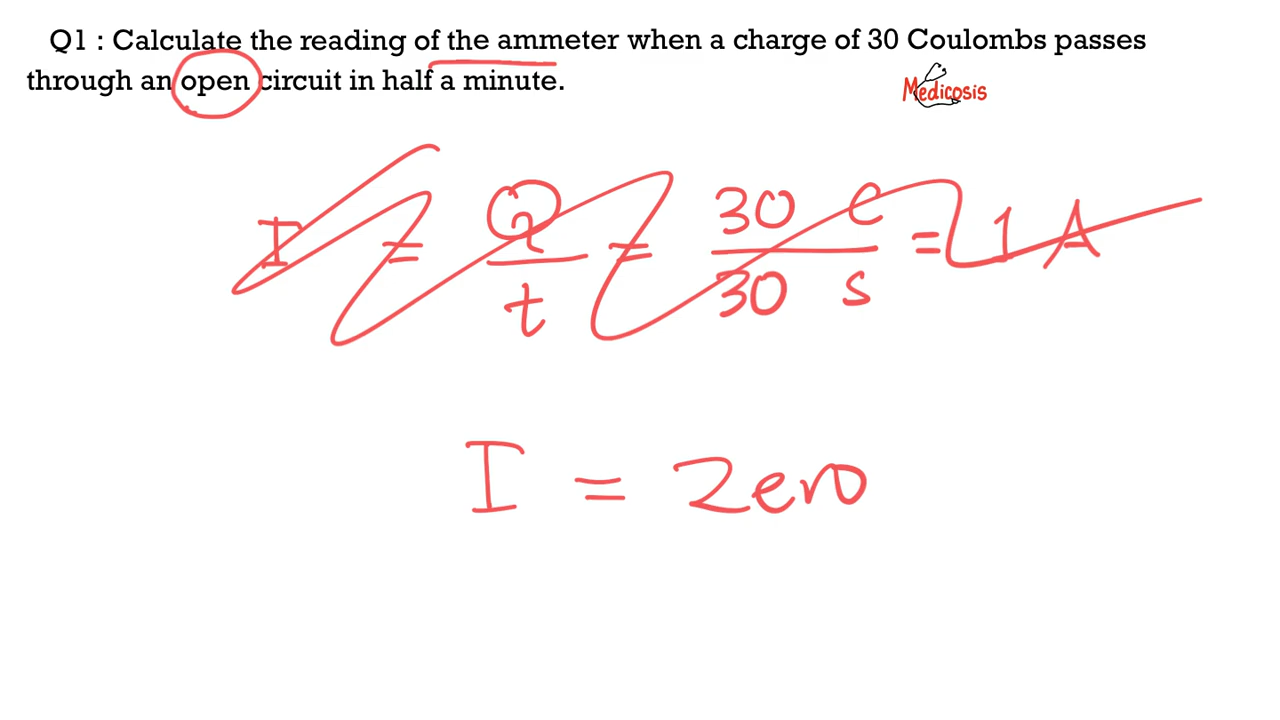 Q1 : Calculate the reading of the ammeter when a charge of 30 Coulombs passes
through an open circuit in half a minute.
Medicosis
I = Q/t = 30 C/30 s = 1 A
I = Zero